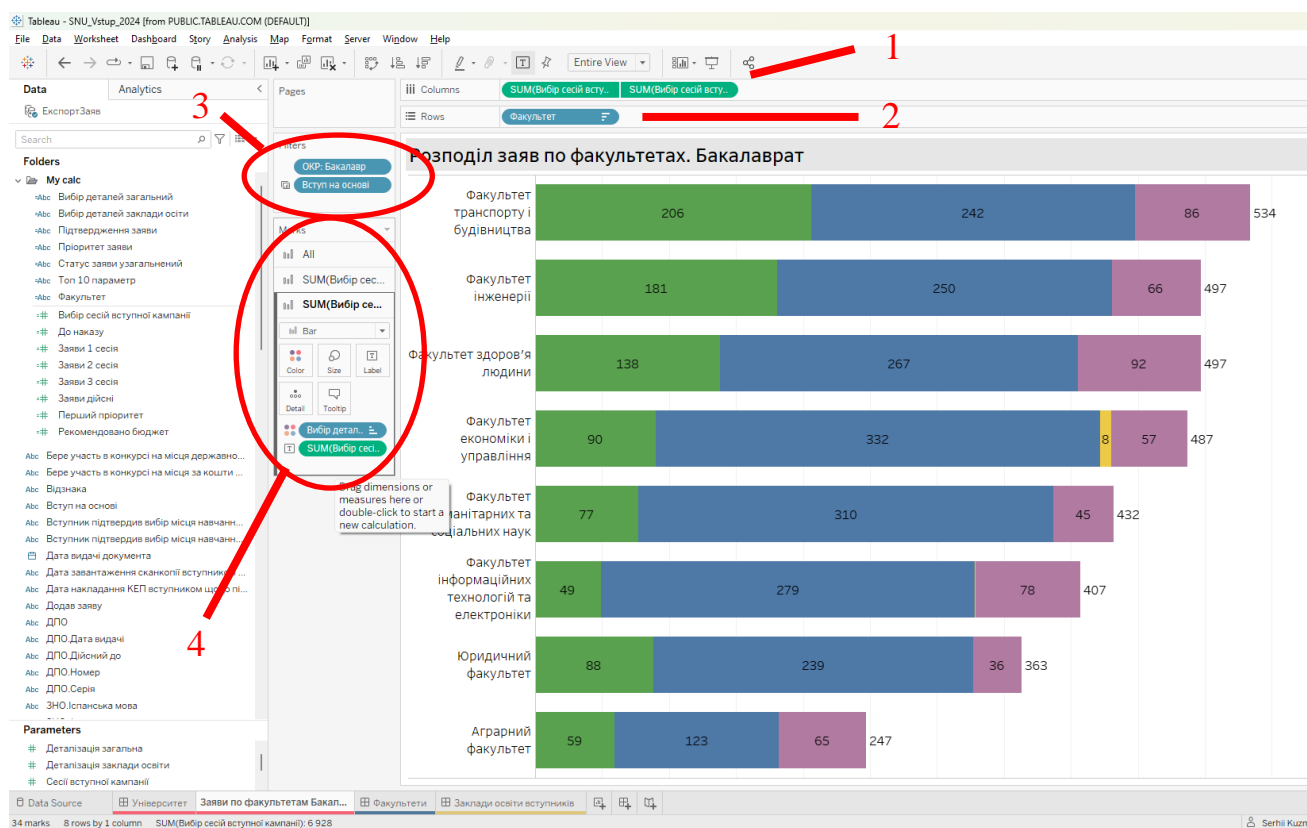 Tableau - SNU_Vstup_2024 [from PUBLIC.TABLEAU.COM (DEFAULT)]
File Data Worksheet Dashboard Story Analysis Map Format Server Window Help
Entire View
1
Data Analytics
ЕкспортЗаяв
Search
Folders
My calc
Abc Вибір деталей загальний
Abc Вибір деталей заклади осіти
Abc Підтвердження заяви
Abc Пріоритет заяви
Abc Статус заяви узагальнений
Abc Топ 10 параметр
Abc Факультет
Вибір сесій вступної кампанії
До наказу
Заяви 1 сесія
Заяви 2 сесія
Заяви 3 сесія
Заяви дійсні
Перший пріоритет
Рекомендовано бюджет
Abc Бере участь в конкурсі на місця державно...
Abc Бере участь в конкурсі на місця за кошти ...
Abc Відзнака
Abc Вступ на основі
Abc Вступник підтвердив вибір місця навчанн...
Abc Вступник підтвердив вибір місця навчанн...
Дата видачі документа
Abc Дата завантаження сканкопії вступником ...
Abc Дата накладання КЕП вступником що
Abc Додав заяву
Abc ДПО
Abc ДПО.Дата видачі
Abc ДПО.Дійсний до
Abc ДПО.Номер
Abc ДПО.Серія
Abc ЗНО.Іспанська мова
Parameters
# Деталізація загальна
# Деталізація заклади освіти
# Сесії вступної кампанії
3
4
Pages
Filters
ОКР: Бакалавр
Вступ на основі
Marks
All
SUM(Вибір сес...
SUM(Вибір се...
Bar
Color Size Label
Detail Tooltip
Вибір детал..
SUM(Вибір сесі..
Drag dimensions or
measures here or
double-click to start a
new calculation.
Columns SUM(Вибір сесій всту.. SUM(Вибір сесій всту..
Rows Факультет
2
Розподіл заяв по факультетах. Бакалаврат
Факультет
транспорту і
будівництва
206 242 86 534
Факультет
інженерії
181 250 66 497
Факультет здоров'я
людини
138 267 92 497
Факультет
економіки і
управління
90 332 8 57 487
Факультет
манітарних та
соціальних наук
77 310 45 432
Факультет
інформаційних
технологій та
електроніки
49 279 78 407
Юридичний
факультет
88 239 36 363
Аграрний
факультет
59 123 65 247
Data Source Університет Заяви по факультетам Бакал... Факультети Заклади освіти вступників
34 marks 8 rows by 1 column SUM(Вибір сесій вступної кампанії): 6 928
Serhii Kuzn